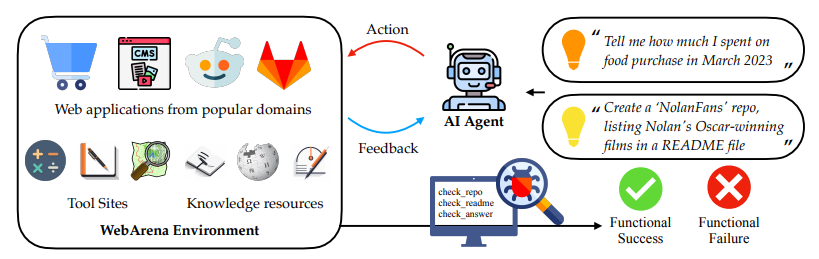 CMS
Web applications from popular domains
Tool Sites
Knowledge resources
WebArena Environment
Action
Feedback
AI Agent
“ Tell me how much I spent on
food purchase in March 2023 ”
“ Create a ‘NolanFans’ repo,
listing Nolan’s Oscar-winning
films in a README file ”
check_repo
check_readme
check_answer
Functional
Success
Functional
Failure